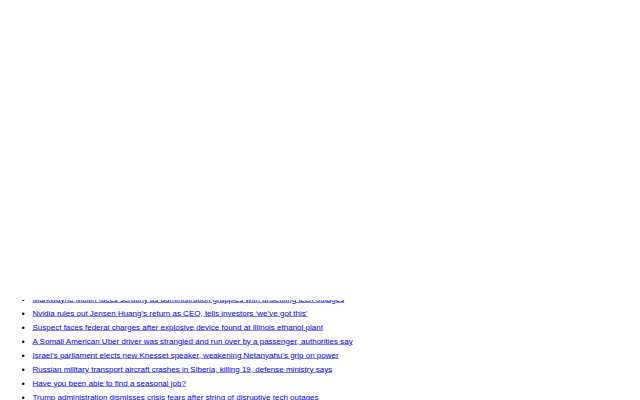 Nvidia rules out Jensen Huang's return as CEO, tells investors 'we've got this'
Suspect faces federal charges after explosive device found at Illinois ethanol plant
A Somali American Uber driver was strangled and run over by a passenger, authorities say
Israel's parliament elects new Knesset speaker, weakening Netanyahu's grip on power
Russian military transport aircraft crashes in Siberia, killing 19, defense ministry says
Have you been able to find a seasonal job?
Trump administration dismisses crisis fears after string of disruptive tech outages